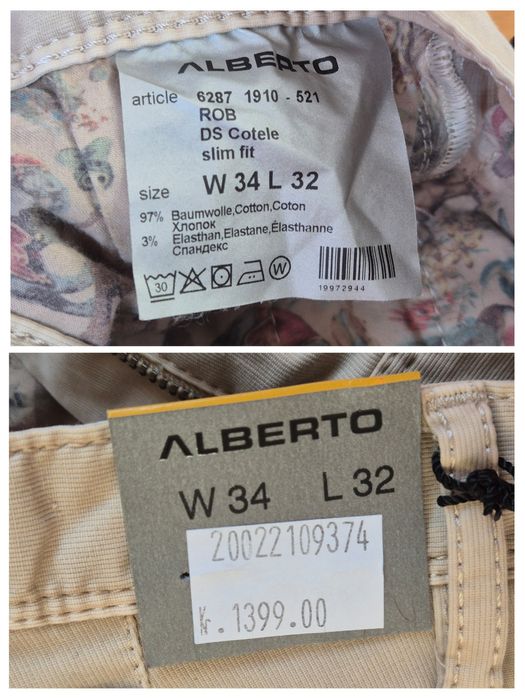 ALBERTO
article 6287 1910 - 521
ROB
DS Cotele
slim fit
size W 34 L 32
97% Baumwolle,Cotton,Coton
Хлопок
3% Elasthan,Elastane,Élasthanne
Спандекс
30
W
19972944
ALBERTO
W 34 L 32
20022109374
.1399.00